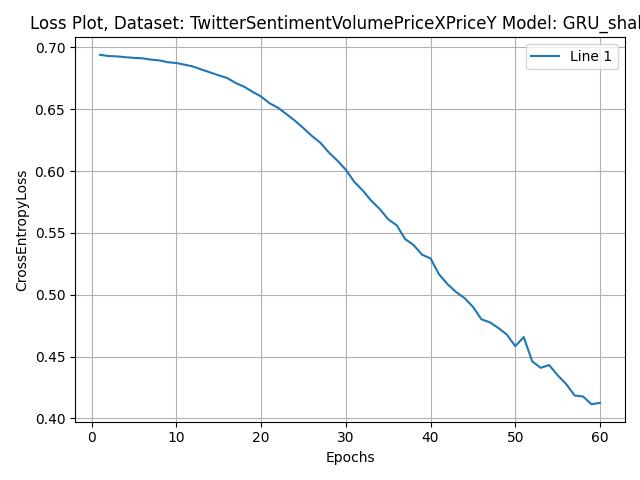 Loss Plot, Dataset: TwitterSentimentVolumePriceXPriceY Model: GRU_shal
Line 1
0.70
0.65
0.60
0.55
0.50
0.45
0.40
CrossEntropyLoss
0 10 20 30 40 50 60
Epochs